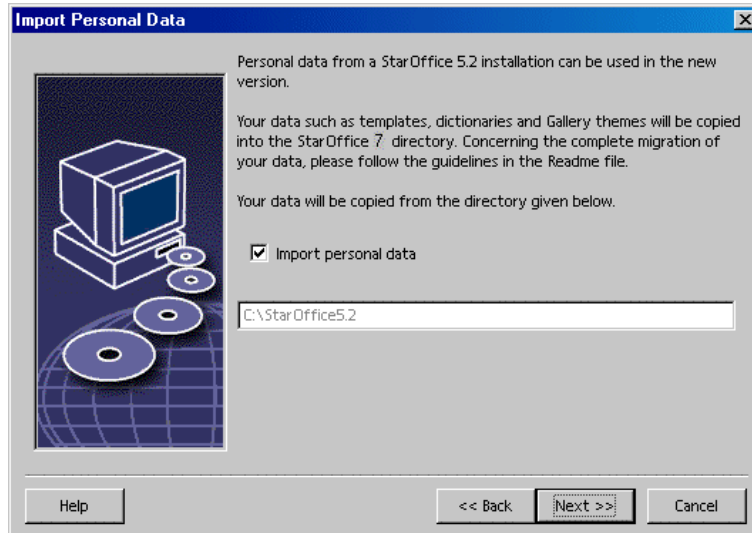 Import Personal Data
Personal data from a StarOffice 5.2 installation can be used in the new
version.
Your data such as templates, dictionaries and Gallery themes will be copied
into the StarOffice 7 directory. Concerning the complete migration of
your data, please follow the guidelines in the Readme file.
Your data will be copied from the directory given below.
Import personal data
C:\StarOffice5.2
Help
<< Back
Next >>
Cancel